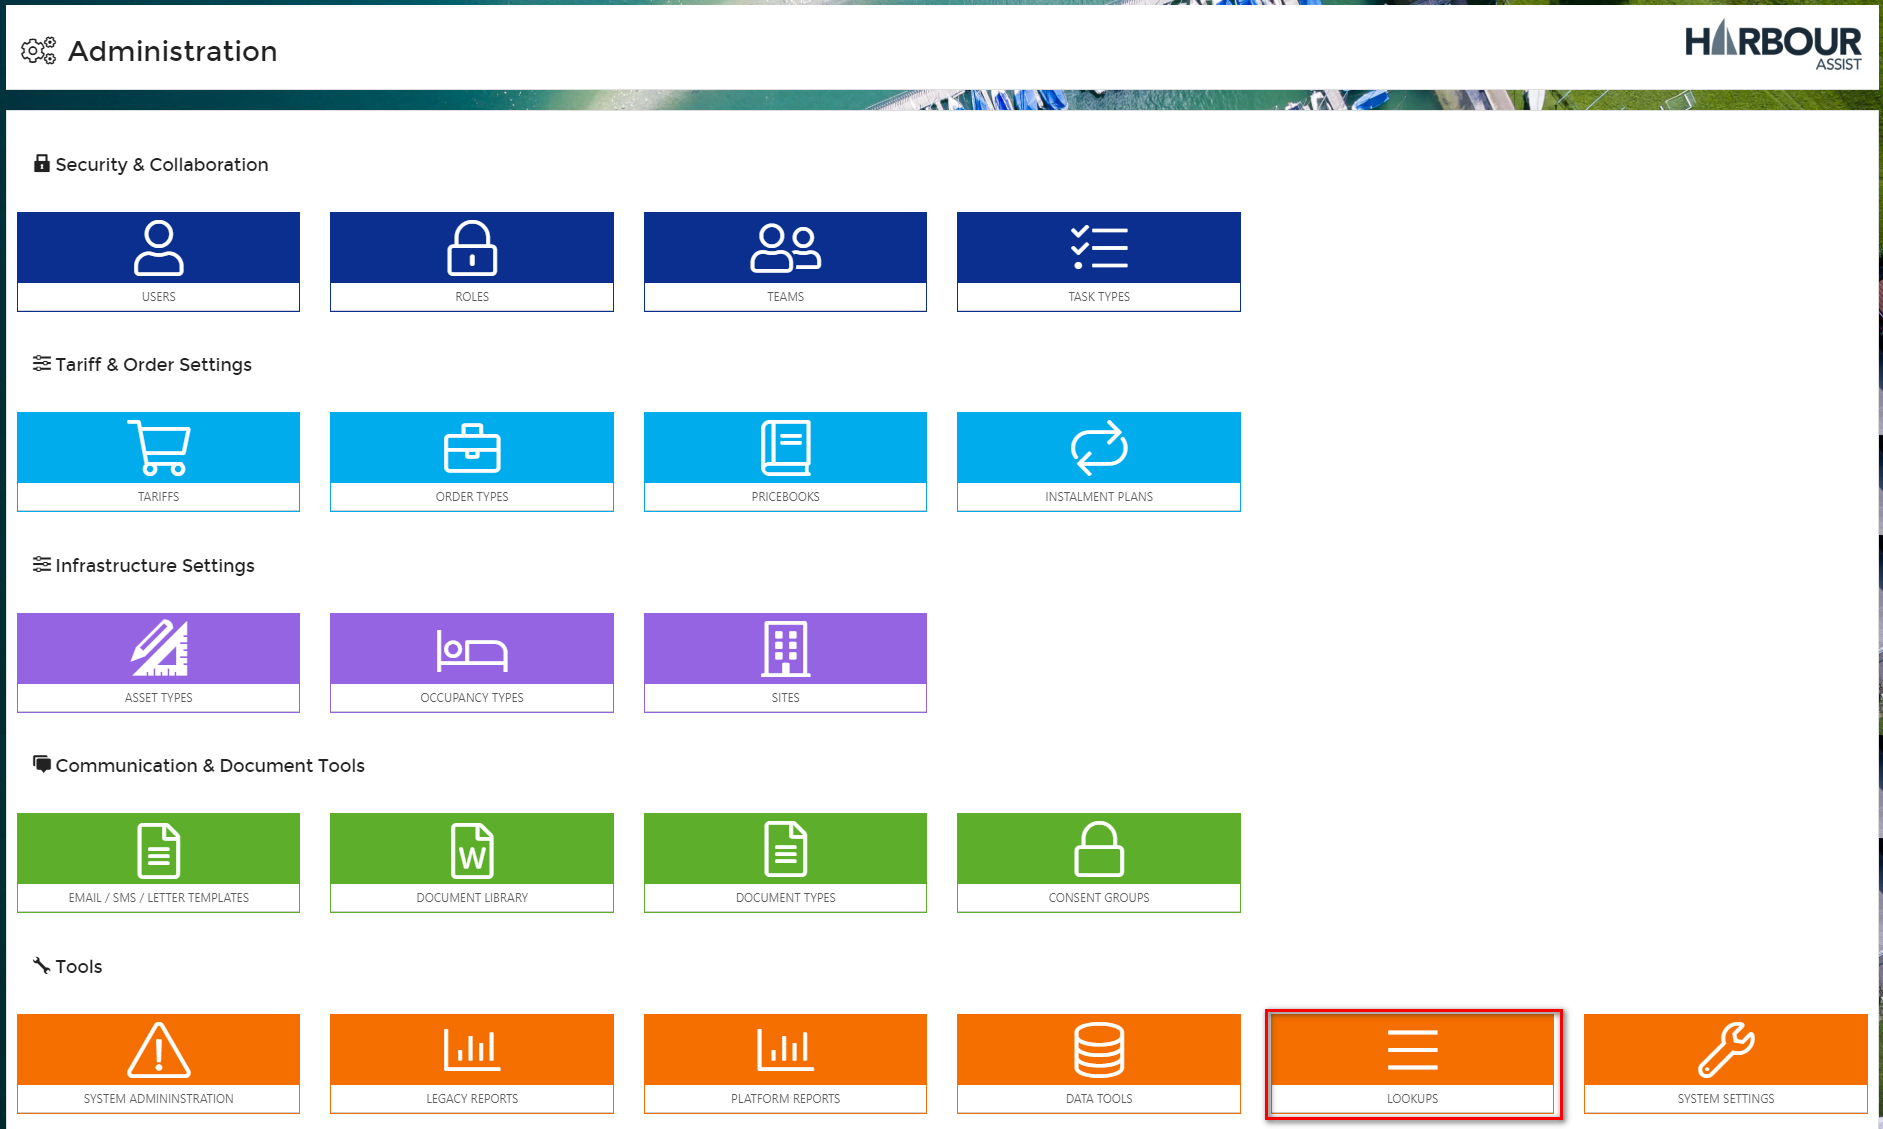 Administration
HARBOUR
ASSIST
Security & Collaboration
USERS
ROLES
TEAMS
TASK TYPES
Tariff & Order Settings
TARIFFS
ORDER TYPES
PRICEBOOKS
INSTALMENT PLANS
Infrastructure Settings
ASSET TYPES
OCCUPANCY TYPES
SITES
Communication & Document Tools
W
EMAIL / SMS / LETTER TEMPLATES
DOCUMENT LIBRARY
DOCUMENT TYPES
CONSENT GROUPS
Tools
SYSTEM ADMININSTRATION
LEGACY REPORTS
PLATFORM REPORTS
DATA TOOLS
LOOKUPS
SYSTEM SETTINGS